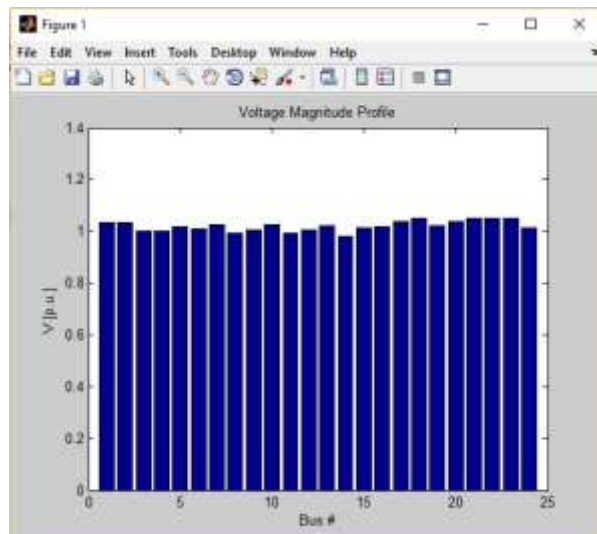 Figure 1
File Edit View Insert Tools Desktop Window Help
Voltage Magnitude Profile
1.4
1.2
1
0.8
0.6
0.4
0.2
0
V [p.u.]
0 5 10 15 20 25
Bus #